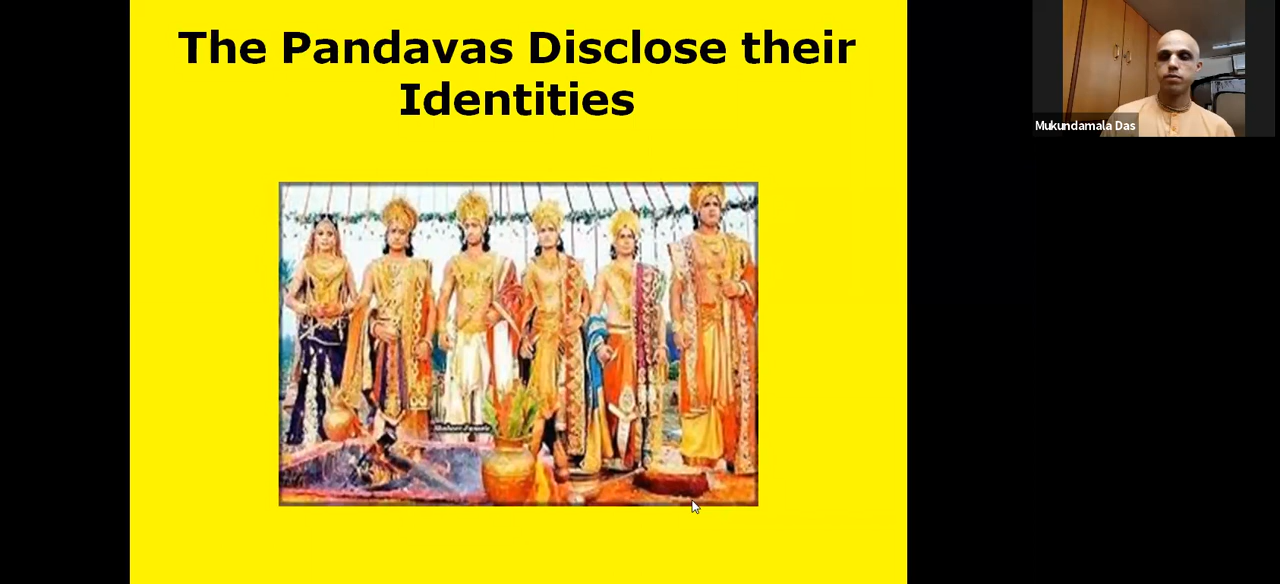 The Pandavas Disclose their
Identities
Mukundamala Das